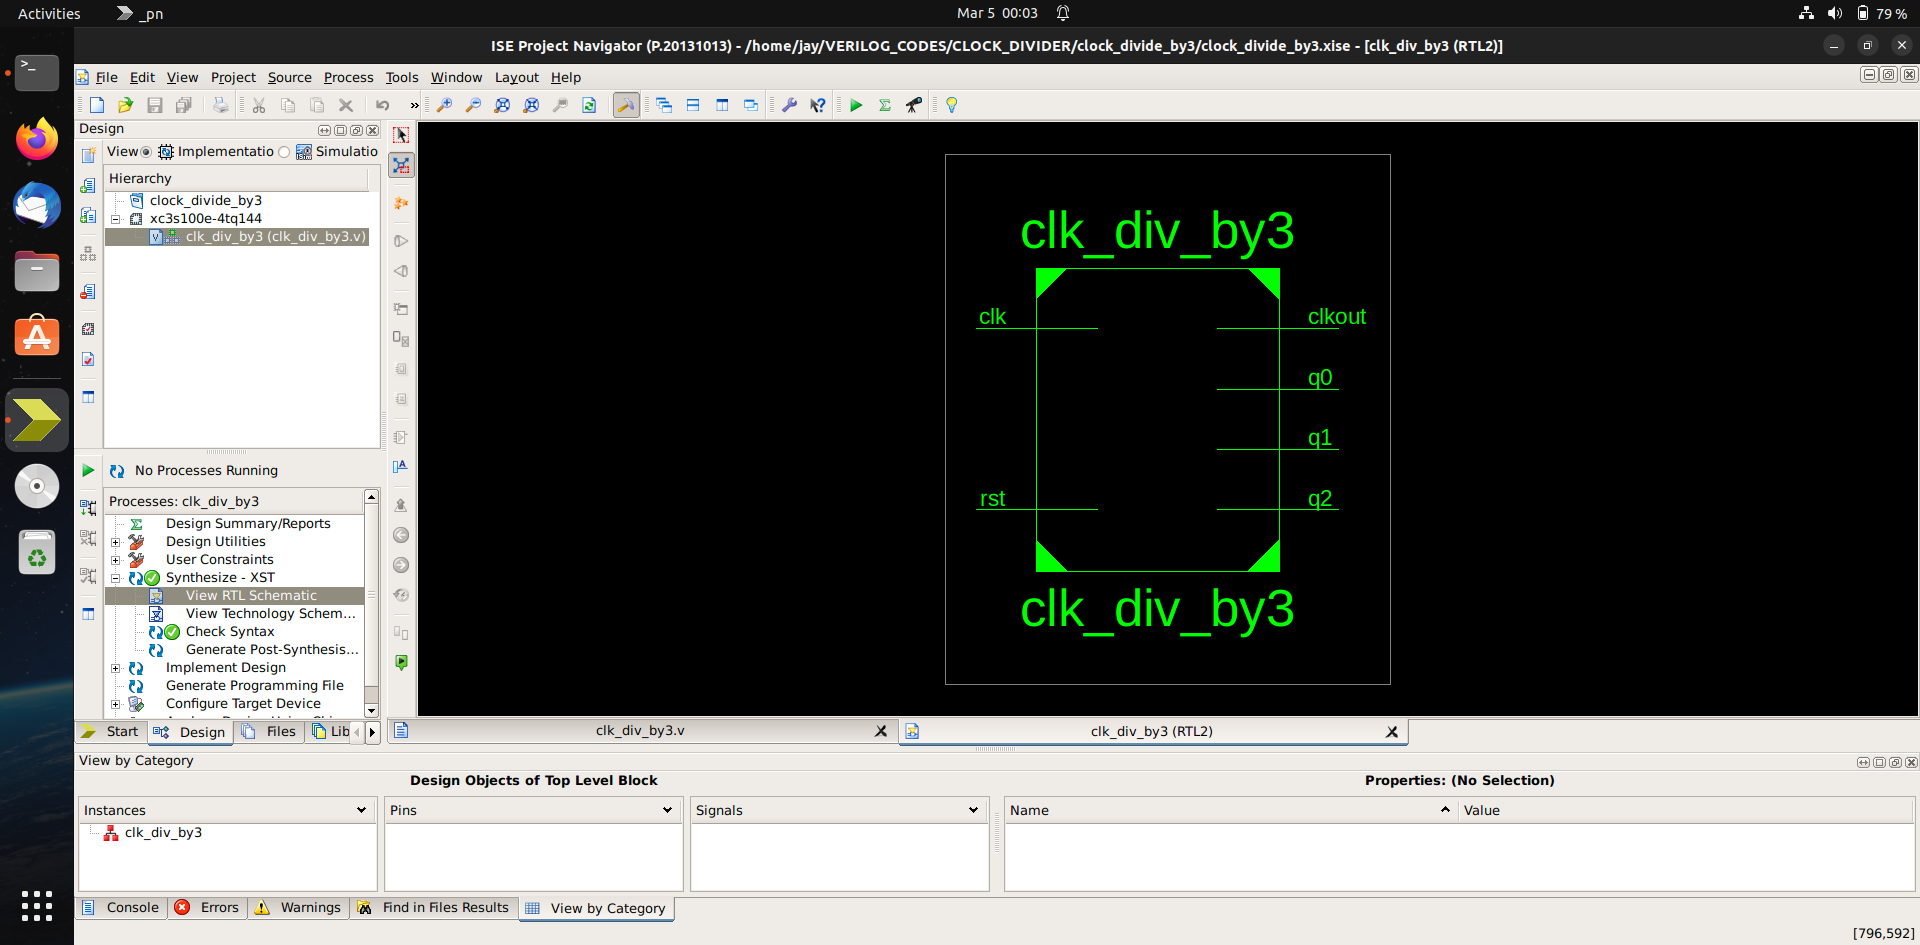 Activities
_pn
Mar 5 00:03
79 %
ISE Project Navigator (P.20131013) - /home/jay/VERILOG_CODES/CLOCK_DIVIDER/clock_divide_by3/clock_divide_by3.xise - [clk_div_by3 (RTL2)]
File Edit View Project Source Process Tools Window Layout Help
Design
View Implementatio Simulatio
Hierarchy
clock_divide_by3
xc3s100e-4tq144
clk_div_by3 (clk_div_by3.v)
No Processes Running
Processes: clk_div_by3
Design Summary/Reports
Design Utilities
User Constraints
Synthesize - XST
View RTL Schematic
View Technology Schem...
Check Syntax
Generate Post-Synthesis...
Implement Design
Generate Programming File
Configure Target Device
Start Design Files Lib
clk_div_by3
clk
rst
clkout
q0
q1
q2
clk_div_by3
clk_div_by3.v
clk_div_by3 (RTL2)
View by Category
Design Objects of Top Level Block
Properties: (No Selection)
Instances
Pins
Signals
Name
Value
clk_div_by3
Console Errors Warnings Find in Files Results View by Category
[796,592]